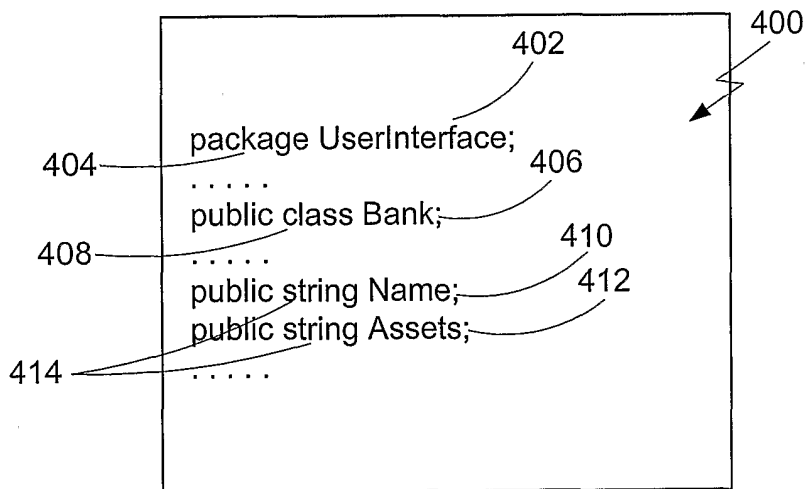 400
402
package UserInterface;
404
. . . . .
406
public class Bank;
408
. . . . .
410
public string Name;
412
public string Assets;
414
. . . . .